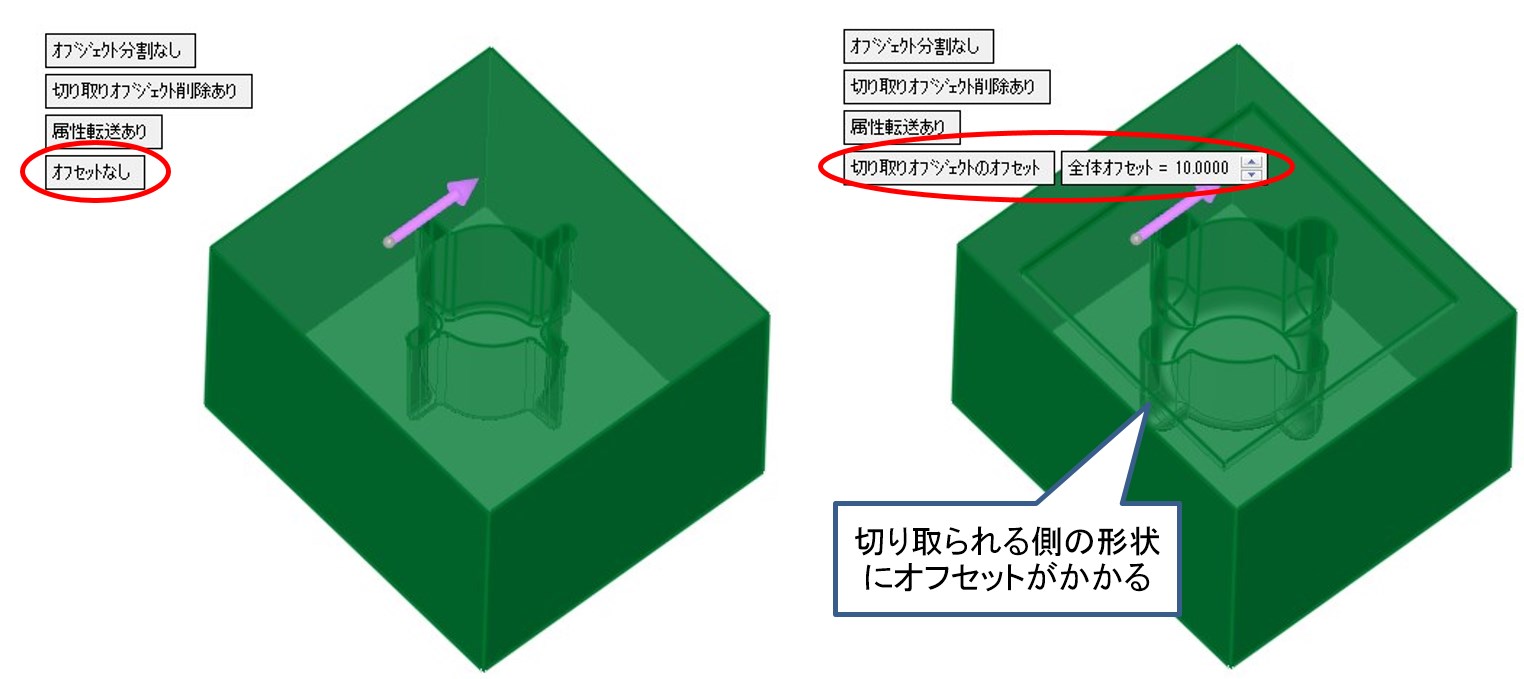 オブジェクト分割なし
切り取りオブジェクト削除あり
属性転送あり
オフセットなし
オブジェクト分割なし
切り取りオブジェクト削除あり
属性転送あり
切り取りオブジェクトのオフセット 全体オフセット = 10.0000
切り取られる側の形状
にオフセットがかかる